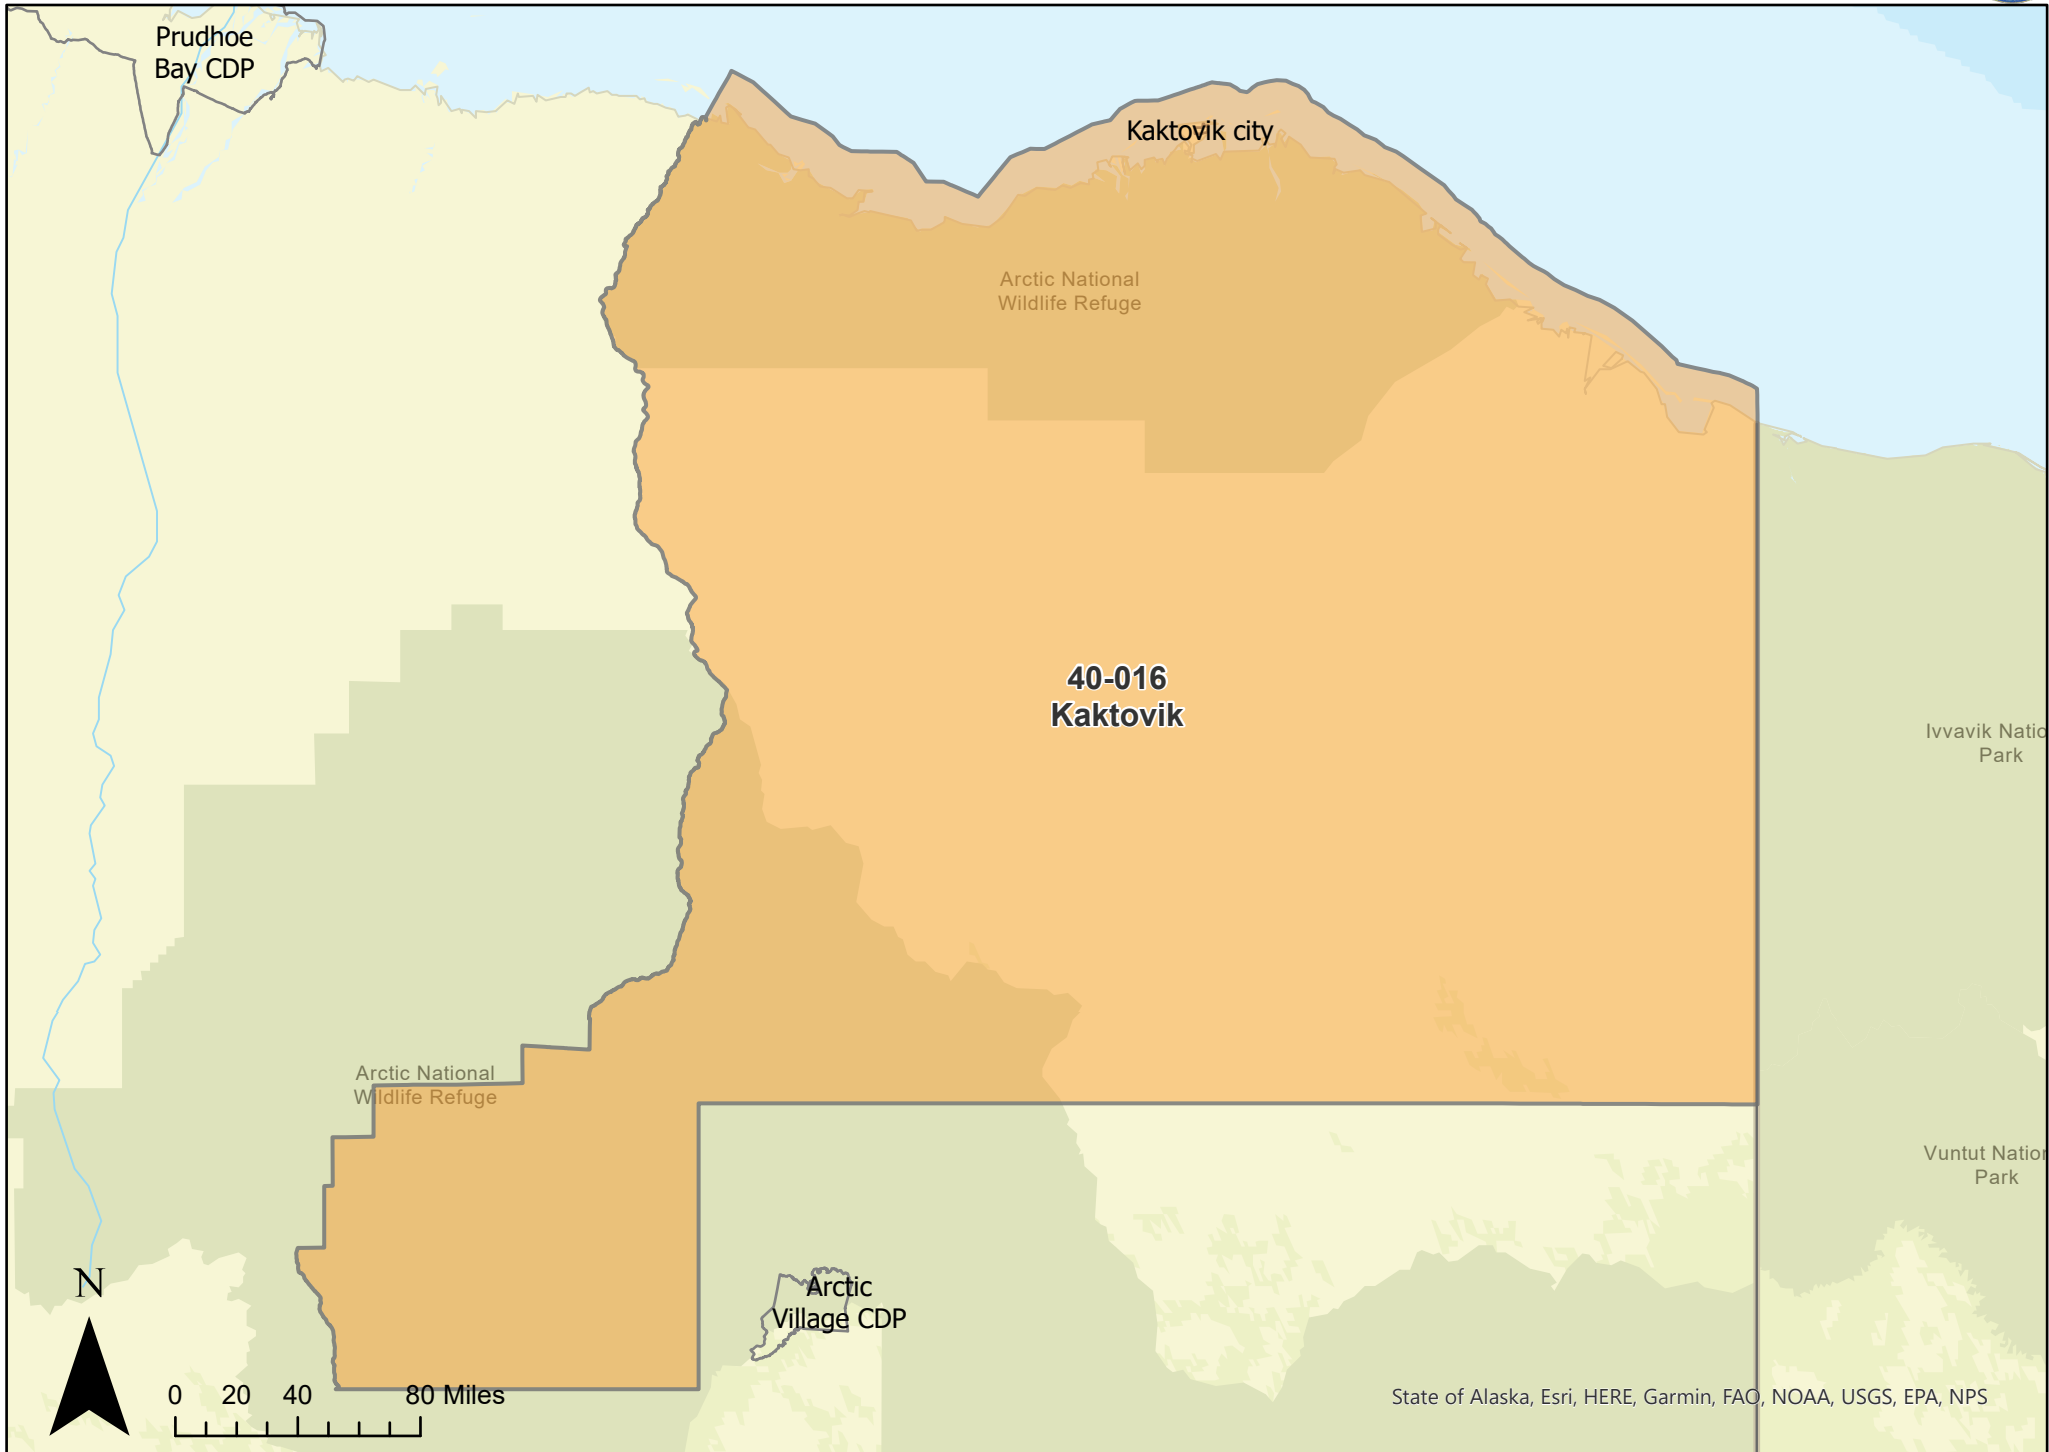 Prudhoe
Bay CDP
Kaktovik city
Arctic National
Wildlife Refuge
40-016
Kaktovik
Ivvavik Natio
Park
Arctic National
Wildlife Refuge
Vuntut Nation
Park
N
Arctic
Village CDP
0 20 40 80 Miles
State of Alaska, Esri, HERE, Garmin, FAO, NOAA, USGS, EPA, NPS